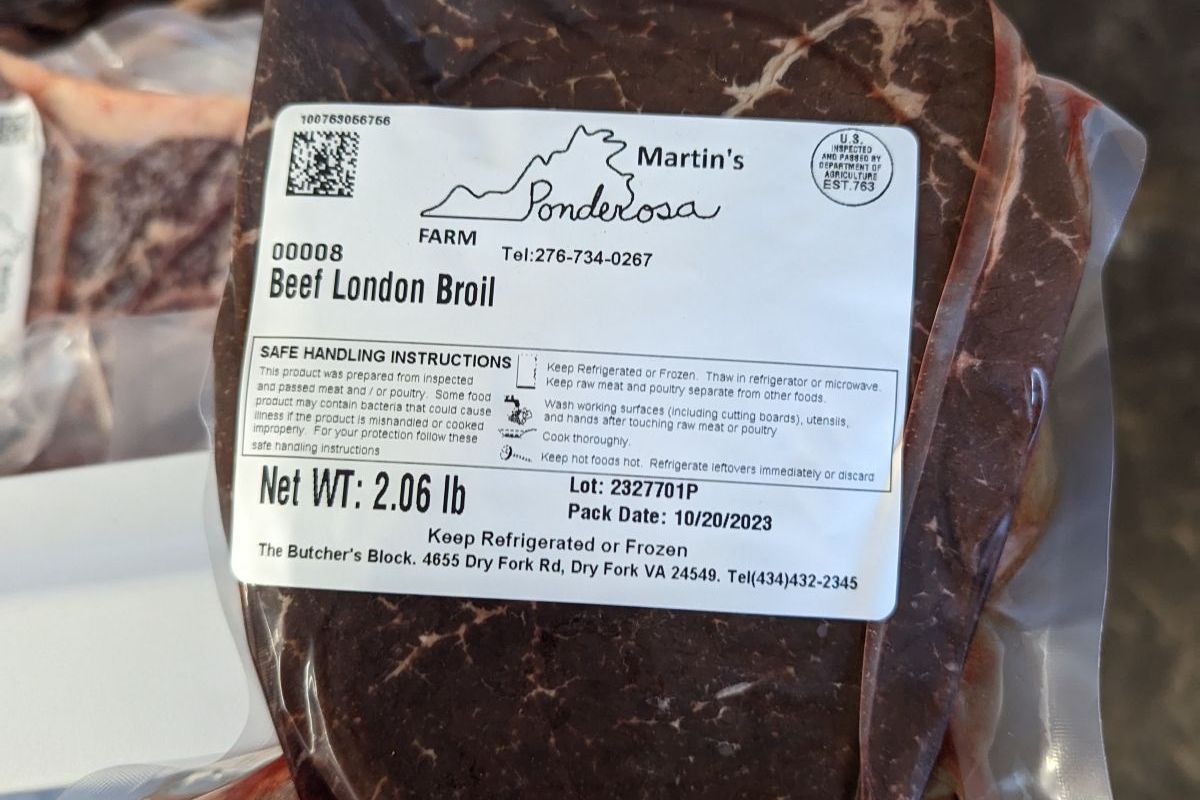 100763066766
Martin's
Ponderosa
FARM
Tel:276-734-0267
U.S.
INSPECTED
AND PASSED BY
DEPARTMENT OF
AGRICULTURE
EST.763
00008
Beef London Broil
SAFE HANDLING INSTRUCTIONS
This product was prepared from inspected
and passed meat and / or poultry. Some food
product may contain bacteria that could cause
illness if the product is mishandled or cooked
improperly. For your protection follow these
safe handling instructions
Keep Refrigerated or Frozen. Thaw in refrigerator or microwave.
Keep raw meat and poultry separate from other foods.
Wash working surfaces (including cutting boards), utensils,
and hands after touching raw meat or poultry
Cook thoroughly.
Keep hot foods hot. Refrigerate leftovers immediately or discard
Net WT: 2.06 lb
Lot: 2327701P
Pack Date: 10/20/2023
Keep Refrigerated or Frozen
The Butcher's Block. 4655 Dry Fork Rd, Dry Fork VA 24549. Tel(434)432-2345